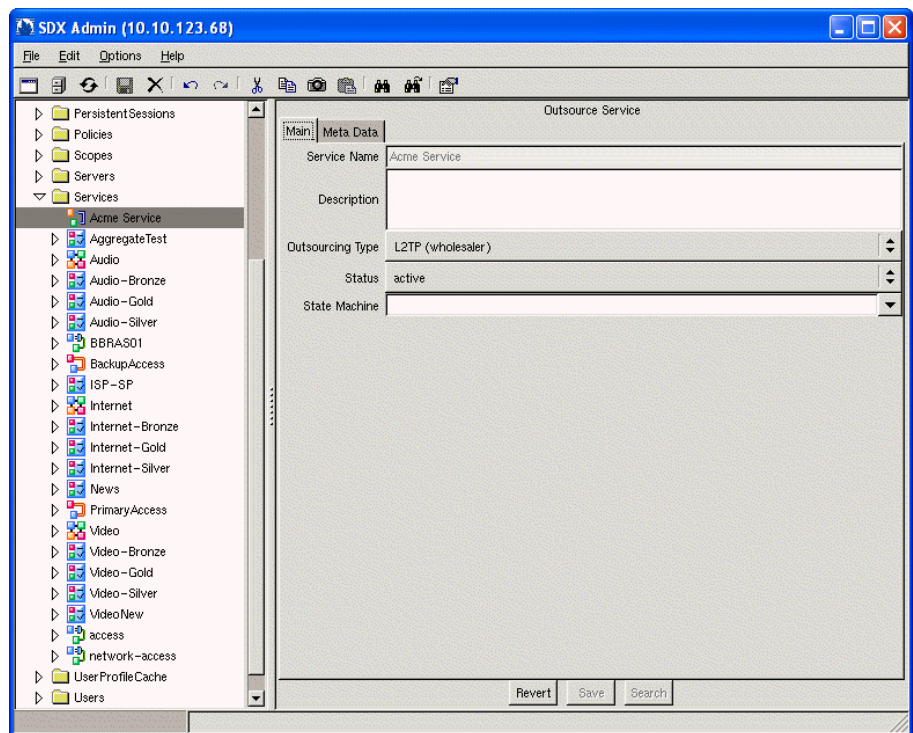 SDX Admin (10.10.123.68)
File Edit Options Help
PersistentSessions
Policies
Scopes
Servers
Services
Acme Service
AggregateTest
Audio
Audio-Bronze
Audio-Gold
Audio-Silver
BBRAS01
BackupAccess
ISP-SP
Internet
Internet-Bronze
Internet-Gold
Internet-Silver
News
PrimaryAccess
Video
Video-Bronze
Video-Gold
Video-Silver
VideoNew
access
network-access
UserProfileCache
Users
Outsource Service
Main Meta Data
Service Name Acme Service
Description
Outsourcing Type L2TP (wholesaler)
Status active
State Machine
Revert Save Search